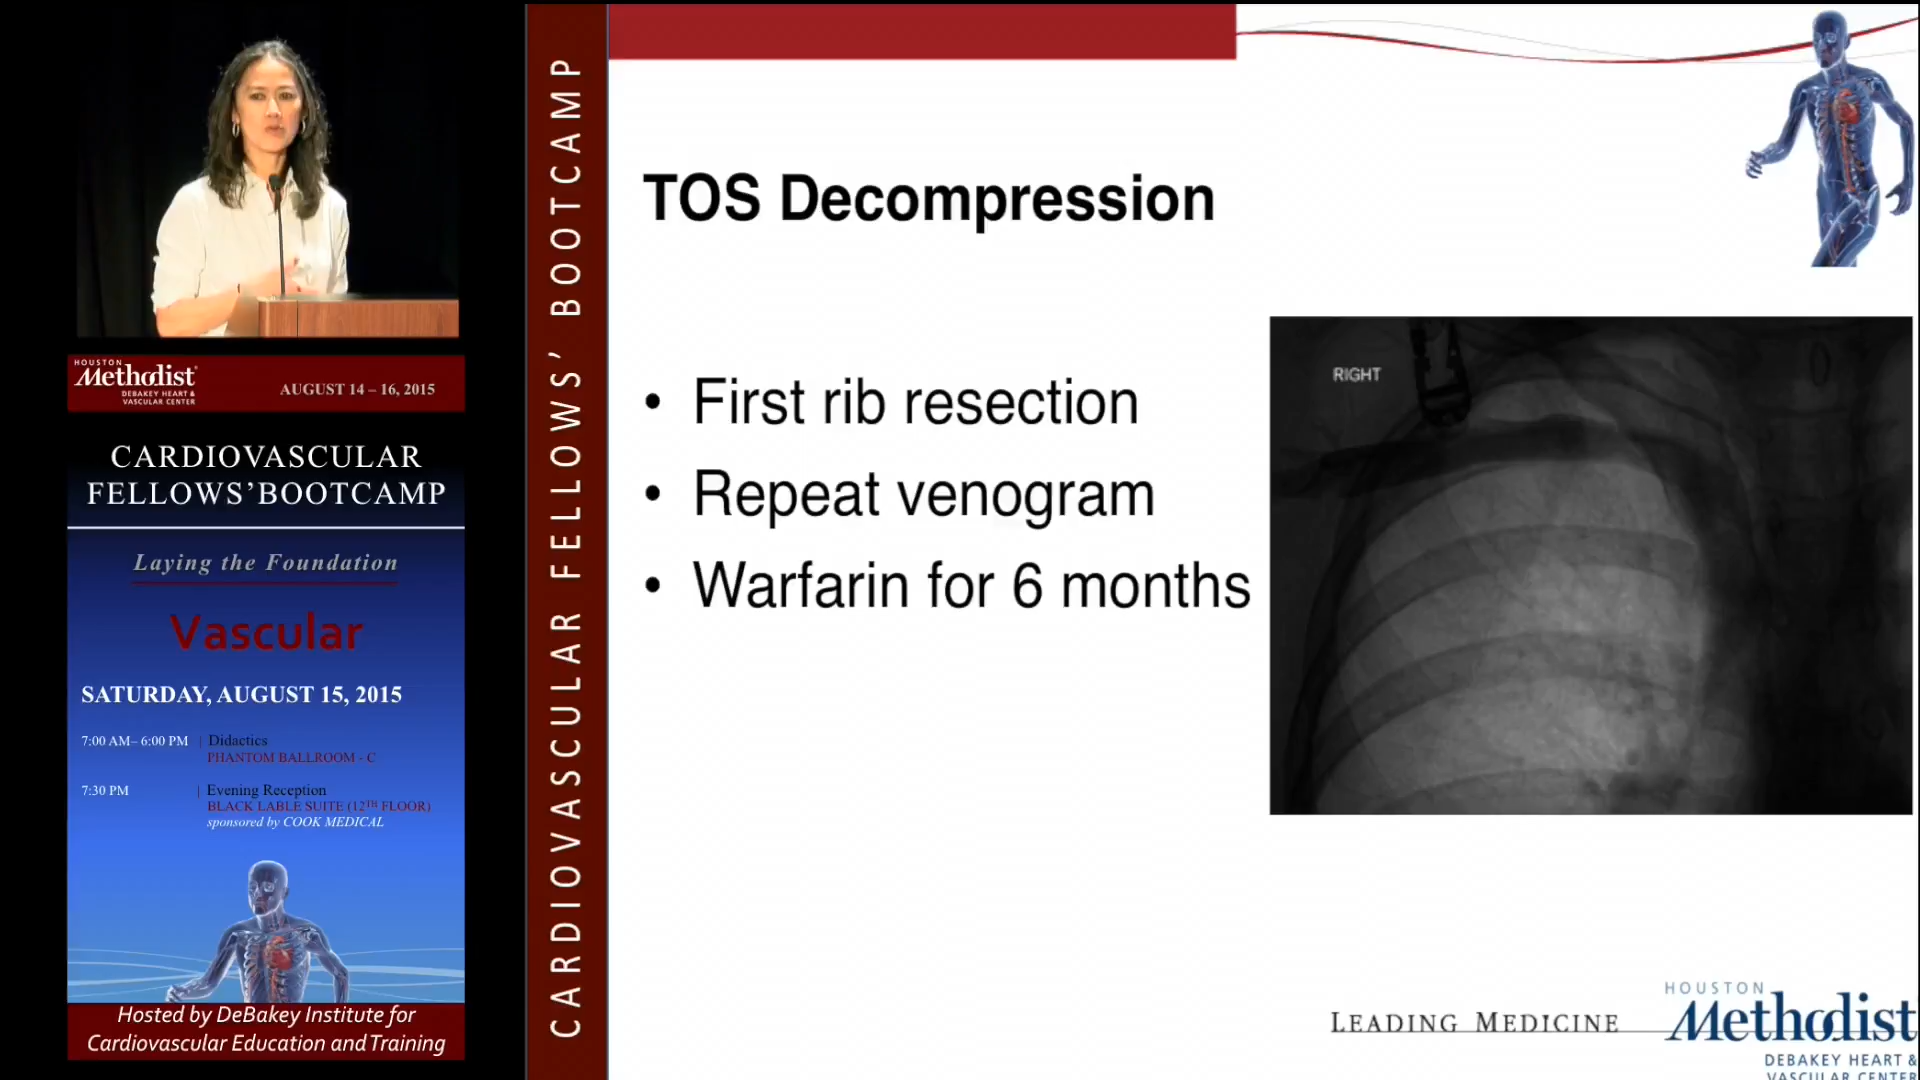 HOUSTON
Methodist
DEBAKEY HEART &
VASCULAR CENTER
AUGUST 14 – 16, 2015
CARDIOVASCULAR
FELLOWS’BOOTCAMP
Laying the Foundation
Vascular
SATURDAY, AUGUST 15, 2015
7:00 AM– 6:00 PM | Didactics
PHANTOM BALLROOM - C
7:30 PM | Evening Reception
BLACK LABLE SUITE (12TH FLOOR)
sponsored by COOK MEDICAL
Hosted by DeBakey Institute for
Cardiovascular Education and Training
CARDIOVASCULAR FELLOWS’ BOOTCAMP
TOS Decompression
• First rib resection
• Repeat venogram
• Warfarin for 6 months
RIGHT
LEADING MEDICINE
HOUSTON
Methodist
DEBAKEY HEART &
VASCULAR CENTER